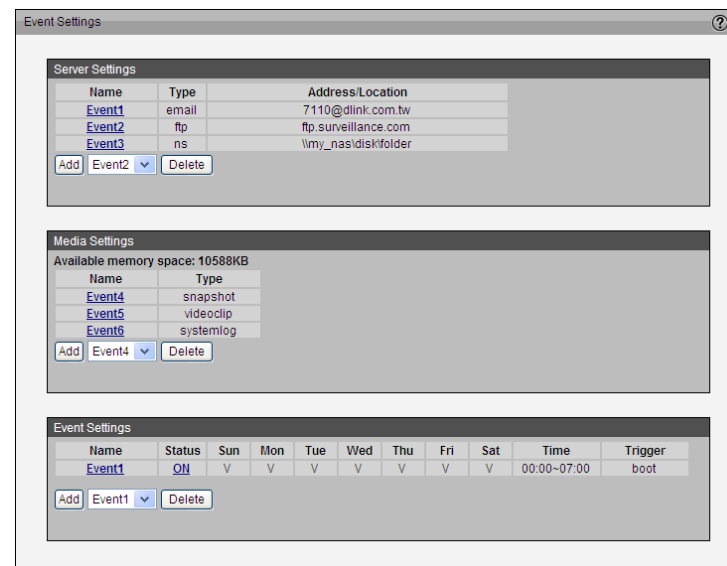 Event Settings ?
Server Settings
Name Type Address/Location
Event1 email 7110@dlink.com.tw
Event2 ftp ftp.surveillance.com
Event3 ns \\my_nas\disk\folder
Add Event2 Delete
Media Settings
Available memory space: 10588KB
Name Type
Event4 snapshot
Event5 videoclip
Event6 systemlog
Add Event4 Delete
Event Settings
Name Status Sun Mon Tue Wed Thu Fri Sat Time Trigger
Event1 ON V V V V V V V 00:00~07:00 boot
Add Event1 Delete